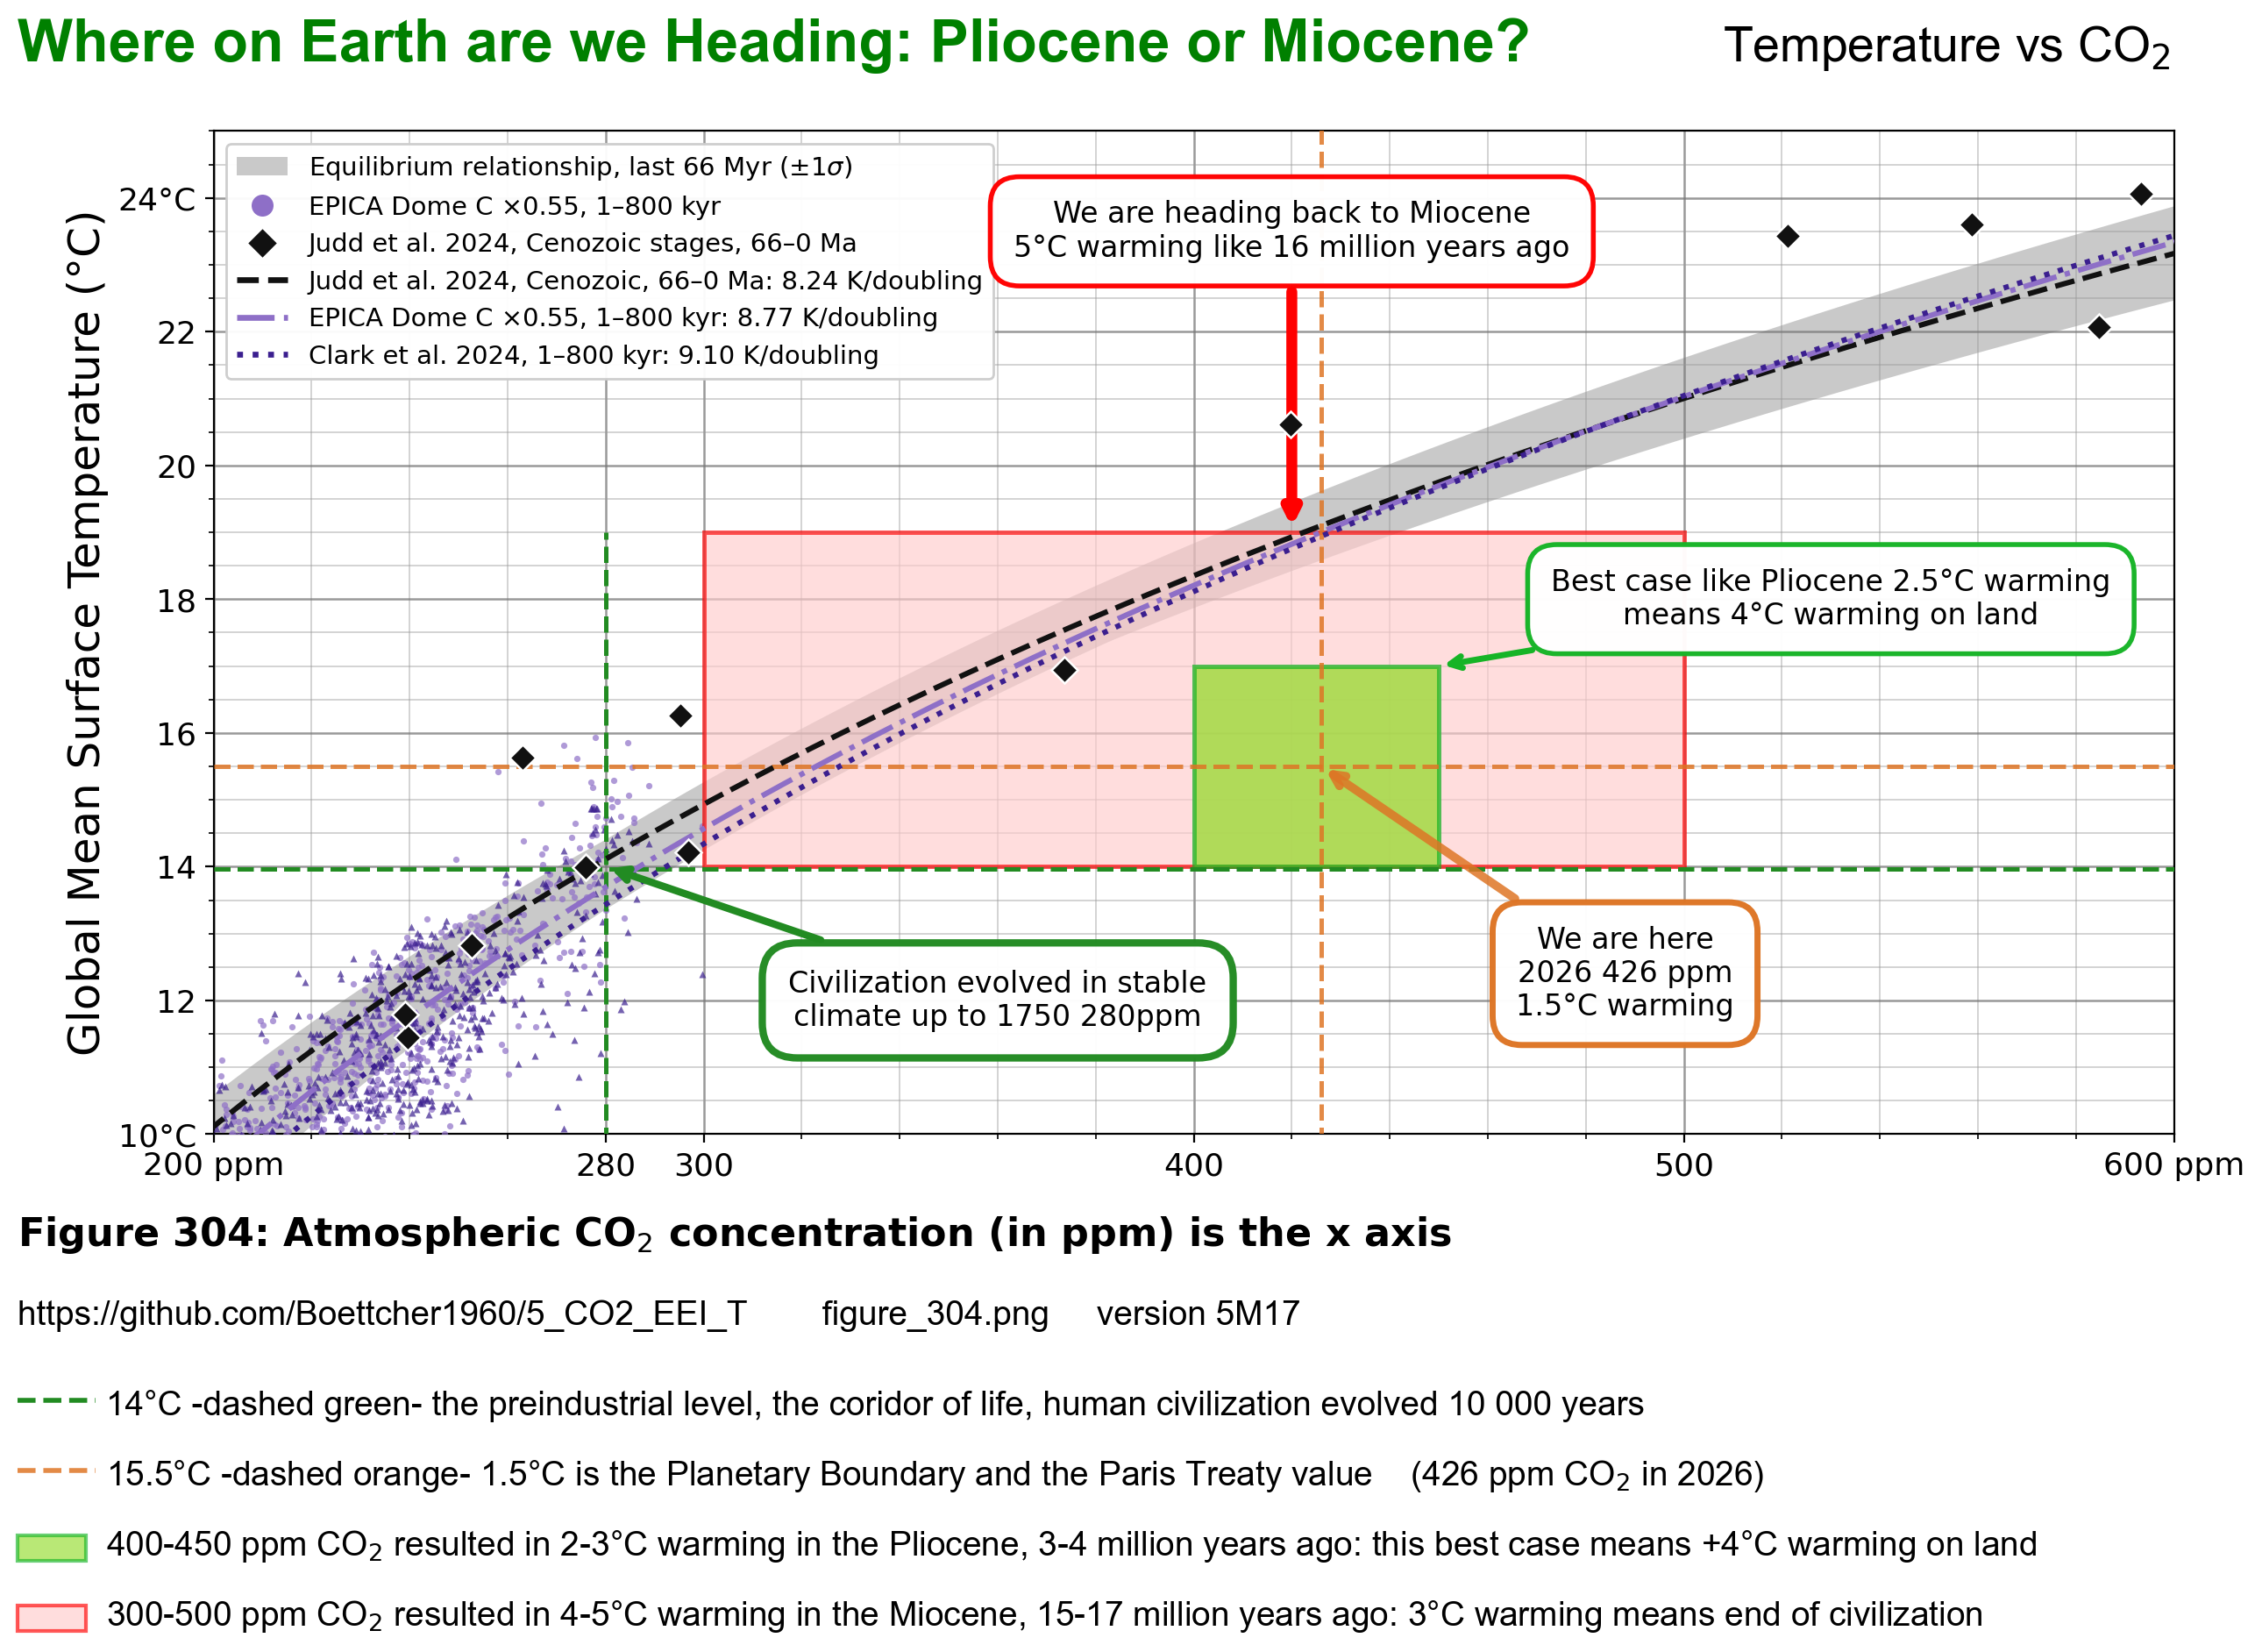 Where on Earth are we Heading: Pliocene or Miocene?
Temperature vs CO₂
Equilibrium relationship, last 66 Myr (±1σ)
EPICA Dome C ×0.55, 1–800 kyr
Judd et al. 2024, Cenozoic stages, 66–0 Ma
Judd et al. 2024, Cenozoic, 66–0 Ma: 8.24 K/doubling
EPICA Dome C ×0.55, 1–800 kyr: 8.77 K/doubling
Clark et al. 2024, 1–800 kyr: 9.10 K/doubling
We are heading back to Miocene
5°C warming like 16 million years ago
Best case like Pliocene 2.5°C warming
means 4°C warming on land
Civilization evolved in stable
climate up to 1750 280ppm
We are here
2026 426 ppm
1.5°C warming
Global Mean Surface Temperature (°C)
24°C
22
20
18
16
14
12
10°C
200 ppm
280
300
400
500
600 ppm
Figure 304: Atmospheric CO₂ concentration (in ppm) is the x axis
https://github.com/Boettcher1960/5_CO2_EEI_T figure_304.png version 5M17
14°C -dashed green- the preindustrial level, the coridor of life, human civilization evolved 10 000 years
15.5°C -dashed orange- 1.5°C is the Planetary Boundary and the Paris Treaty value (426 ppm CO₂ in 2026)
400-450 ppm CO₂ resulted in 2-3°C warming in the Pliocene, 3-4 million years ago: this best case means +4°C warming on land
300-500 ppm CO₂ resulted in 4-5°C warming in the Miocene, 15-17 million years ago: 3°C warming means end of civilization